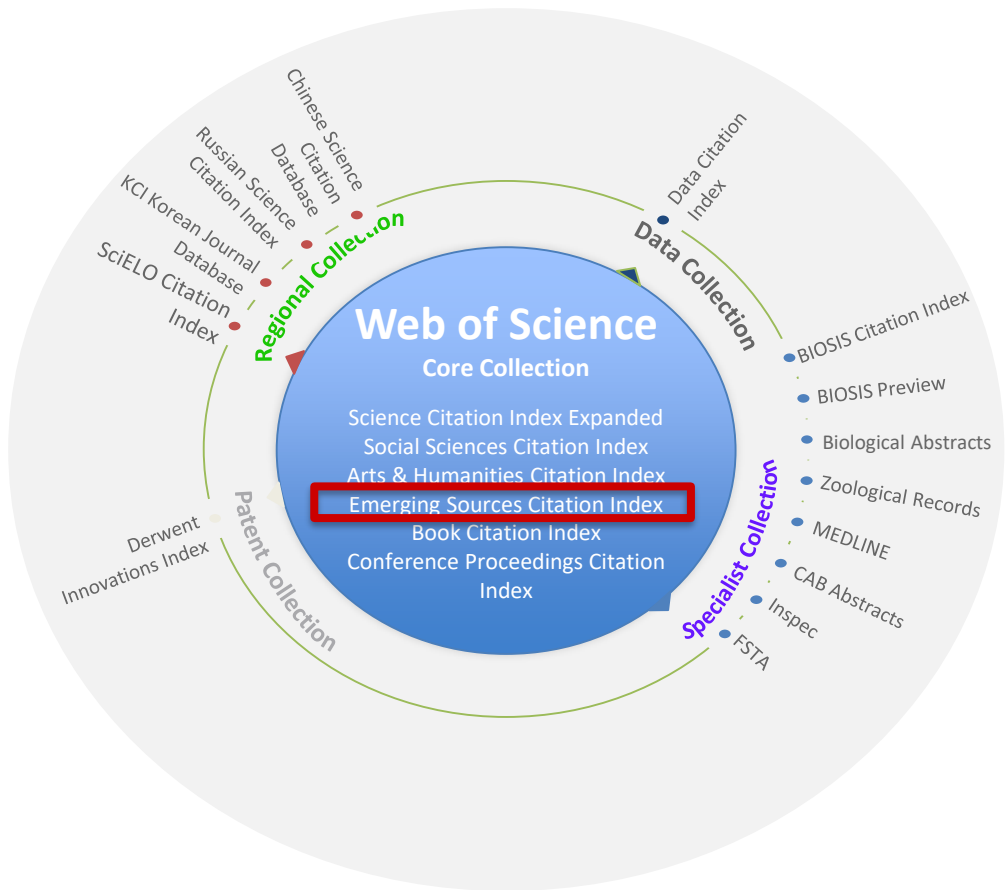 Chinese Science
Citation
Database
Russian Science
Citation Index
KCI Korean Journal
Database
SciELO Citation
Index
Regional Collection
Data Citation
Index
Data Collection
Web of Science
Core Collection
Science Citation Index Expanded
Social Sciences Citation Index
Arts & Humanities Citation Index
Emerging Sources Citation Index
Book Citation Index
Conference Proceedings Citation
Index
BIOSIS Citation Index
BIOSIS Preview
Biological Abstracts
Zoological Records
MEDLINE
CAB Abstracts
Inspec
FSTA
Specialist Collection
Derwent
Innovations Index
Patent Collection